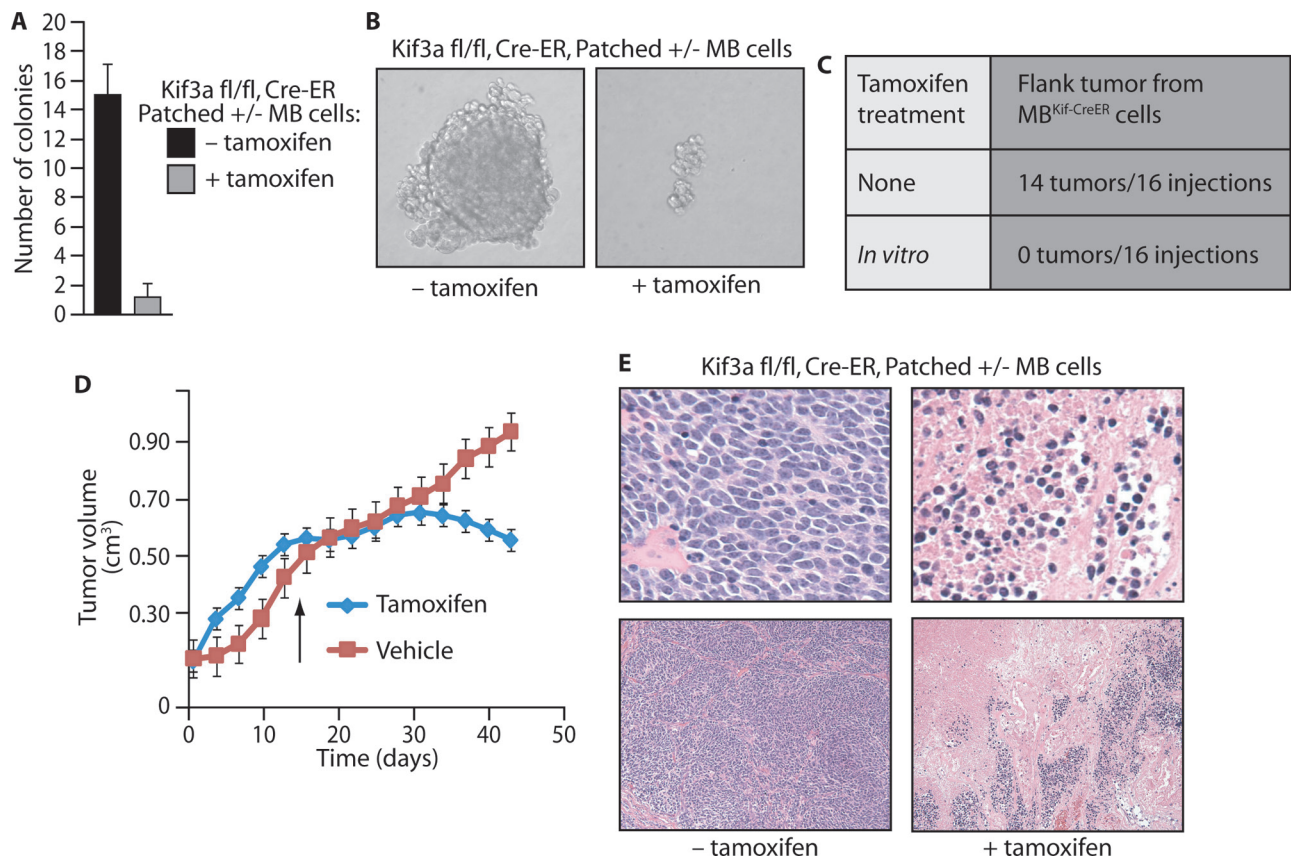 A
20
18
16
14
12
10
8
6
4
2
0
Number of colonies
Kif3a fl/fl, Cre-ER
Patched +/- MB cells:
– tamoxifen
+ tamoxifen
B
Kif3a fl/fl, Cre-ER, Patched +/- MB cells
– tamoxifen
+ tamoxifen
C
Tamoxifen
treatment
Flank tumor from
MB^Kif-CreER cells
None
14 tumors/16 injections
In vitro
0 tumors/16 injections
D
0.90
0.70
0.50
0.30
0
Tumor volume
(cm³)
Tamoxifen
Vehicle
0
10
20
30
40
50
Time (days)
E
Kif3a fl/fl, Cre-ER, Patched +/- MB cells
– tamoxifen
+ tamoxifen